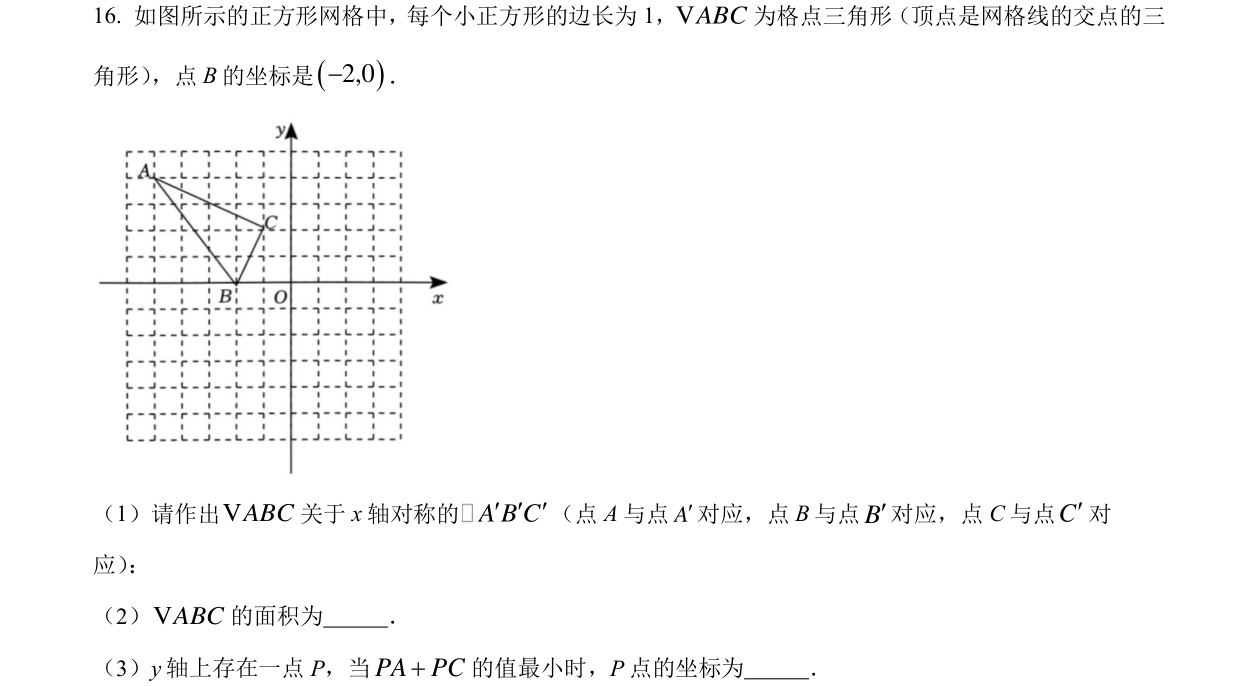 16. 如图所示的正方形网格中，每个小正方形的边长为 1，VABC 为格点三角形（顶点是网格线的交点的三
角形），点 B 的坐标是(−2,0)．
y
A
C
B
O
x
（1）请作出VABC 关于 x 轴对称的□A′B′C′（点 A 与点 A′ 对应，点 B 与点 B′ 对应，点 C 与点 C′ 对
应）：
（2）VABC 的面积为______．
（3）y 轴上存在一点 P，当 PA + PC 的值最小时，P 点的坐标为______．